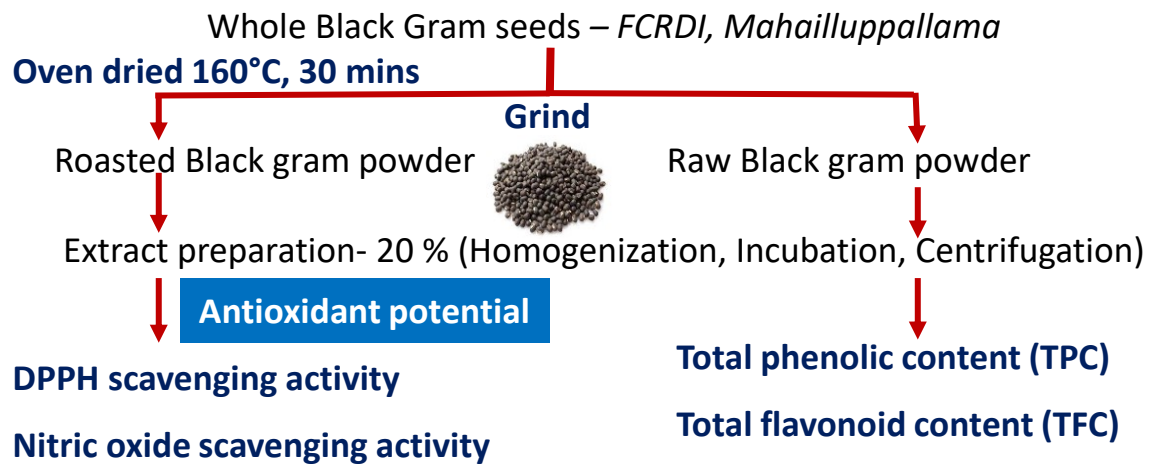 Whole Black Gram seeds – FCRDI, Mahailluppallama
Oven dried 160°C, 30 mins
Grind
Roasted Black gram powder
Raw Black gram powder
Extract preparation- 20 % (Homogenization, Incubation, Centrifugation)
Antioxidant potential
DPPH scavenging activity
Nitric oxide scavenging activity
Total phenolic content (TPC)
Total flavonoid content (TFC)